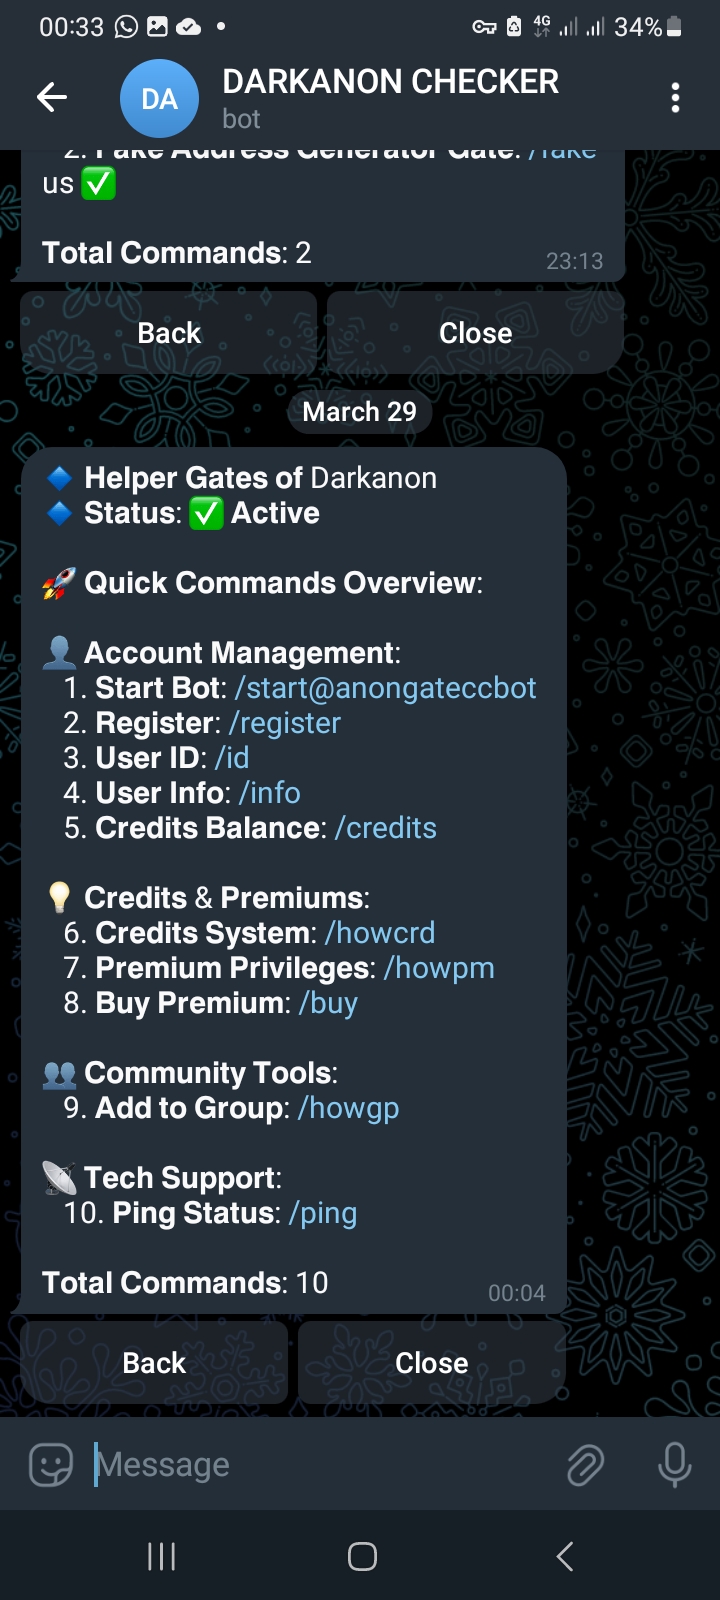 00:33
4G
34%
DA
DARKANON CHECKER
bot
2. Fake Address Generator Gate: /fake
us ✅
Total Commands: 2
23:13
Back
Close
March 29
🔹 Helper Gates of Darkanon
🔹 Status: ✅ Active
🚀 Quick Commands Overview:
👤 Account Management:
1. Start Bot: /start@anongateccbot
2. Register: /register
3. User ID: /id
4. User Info: /info
5. Credits Balance: /credits
💡 Credits & Premiums:
6. Credits System: /howcrd
7. Premium Privileges: /howpm
8. Buy Premium: /buy
👥 Community Tools:
9. Add to Group: /howgp
📡 Tech Support:
10. Ping Status: /ping
Total Commands: 10
00:04
Back
Close
Message